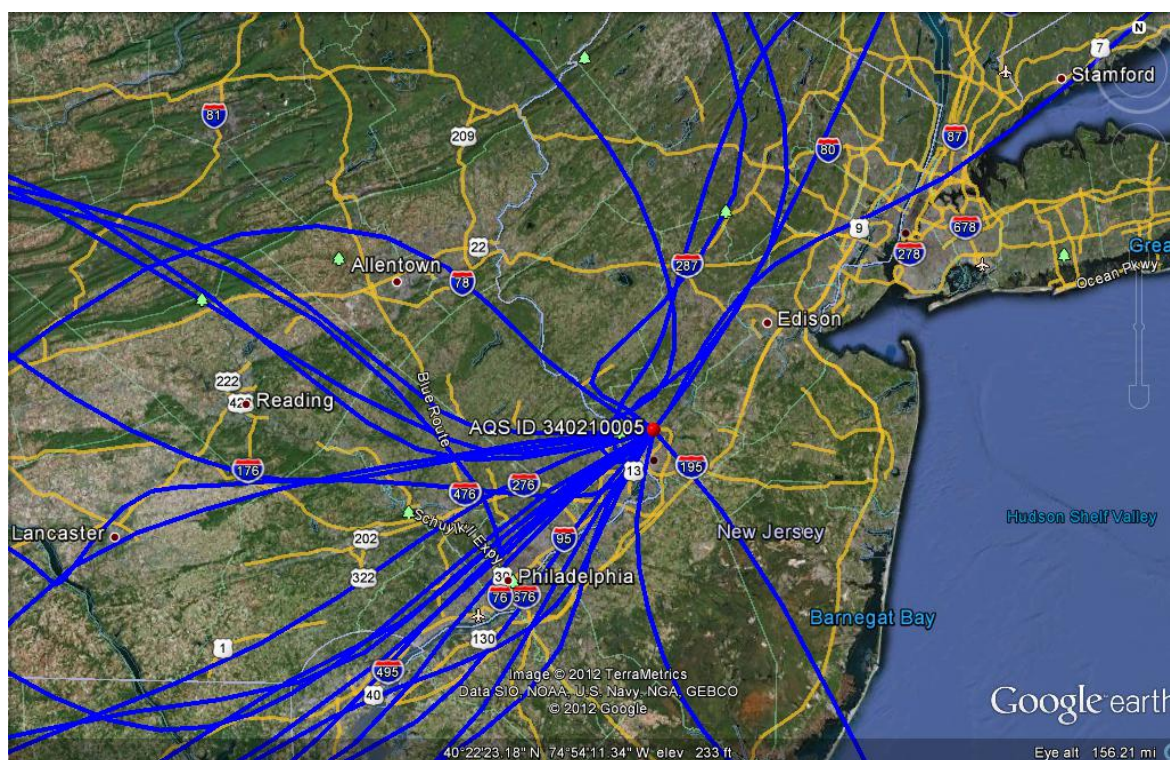 N
7
Stamford
81
209
80
87
9
678
278
Grea
22
Allentown
78
287
Ocean Pkwy
Edison
222
Reading
Blue Route
AQS ID 340210005
13
195
176
476
276
Lancaster
Schuylkill Expy
202
95
New Jersey
Hudson Shelf Valley
322
30
Philadelphia
76
676
Barnegat Bay
1
130
495
40
Image © 2012 TerraMetrics
Data SIO, NOAA, U.S. Navy, NGA, GEBCO
© 2012 Google
Google earth
40°22'23.18" N 74°54'11.34" W elev 233 ft
Eye alt 156.21 mi